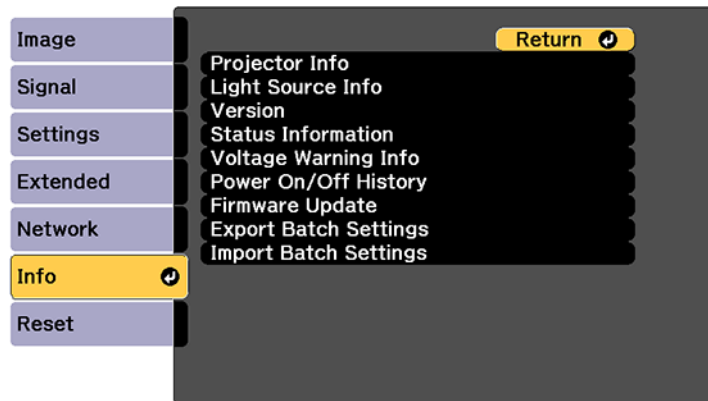 Image
Signal
Settings
Extended
Network
Info
Reset
Return
Projector Info
Light Source Info
Version
Status Information
Voltage Warning Info
Power On/Off History
Firmware Update
Export Batch Settings
Import Batch Settings